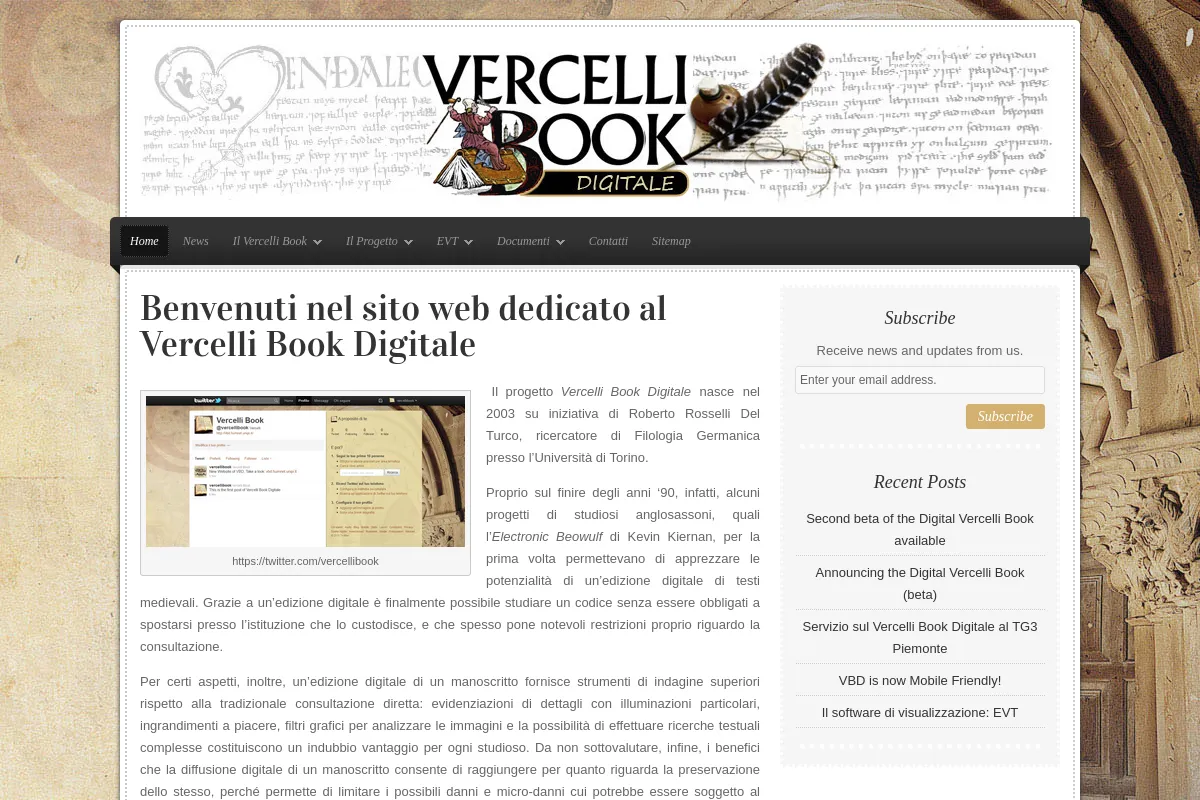 VERCELLI
BOOK
DIGITALE
Home News Il Vercelli Book Il Progetto EVT Documenti Contatti Sitemap
Benvenuti nel sito web dedicato al
Vercelli Book Digitale
Il progetto Vercelli Book Digitale nasce nel
2003 su iniziativa di Roberto Rosselli Del
Turco, ricercatore di Filologia Germanica
presso l’Università di Torino.
twitter
Vercelli Book
@vercellibook
https://twitter.com/vercellibook
Proprio sul finire degli anni ‘90, infatti, alcuni
progetti di studiosi anglosassoni, quali
l’Electronic Beowulf di Kevin Kiernan, per la
prima volta permettevano di apprezzare le
potenzialità di un’edizione digitale di testi
medievali. Grazie a un’edizione digitale è finalmente possibile studiare un codice senza essere obbligati a
spostarsi presso l’istituzione che lo custodisce, e che spesso pone notevoli restrizioni proprio riguardo la
consultazione.
Per certi aspetti, inoltre, un’edizione digitale di un manoscritto fornisce strumenti di indagine superiori
rispetto alla tradizionale consultazione diretta: evidenziazioni di dettagli con illuminazioni particolari,
ingrandimenti a piacere, filtri grafici per analizzare le immagini e la possibilità di effettuare ricerche testuali
complesse costituiscono un indubbio vantaggio per ogni studioso. Da non sottovalutare, infine, i benefici
che la diffusione digitale di un manoscritto consente di raggiungere per quanto riguarda la preservazione
dello stesso, perché permette di limitare i possibili danni e micro-danni cui potrebbe essere soggetto al
Subscribe
Receive news and updates from us.
Enter your email address.
Subscribe
Recent Posts
Second beta of the Digital Vercelli Book
available
Announcing the Digital Vercelli Book
(beta)
Servizio sul Vercelli Book Digitale al TG3
Piemonte
VBD is now Mobile Friendly!
Il software di visualizzazione: EVT